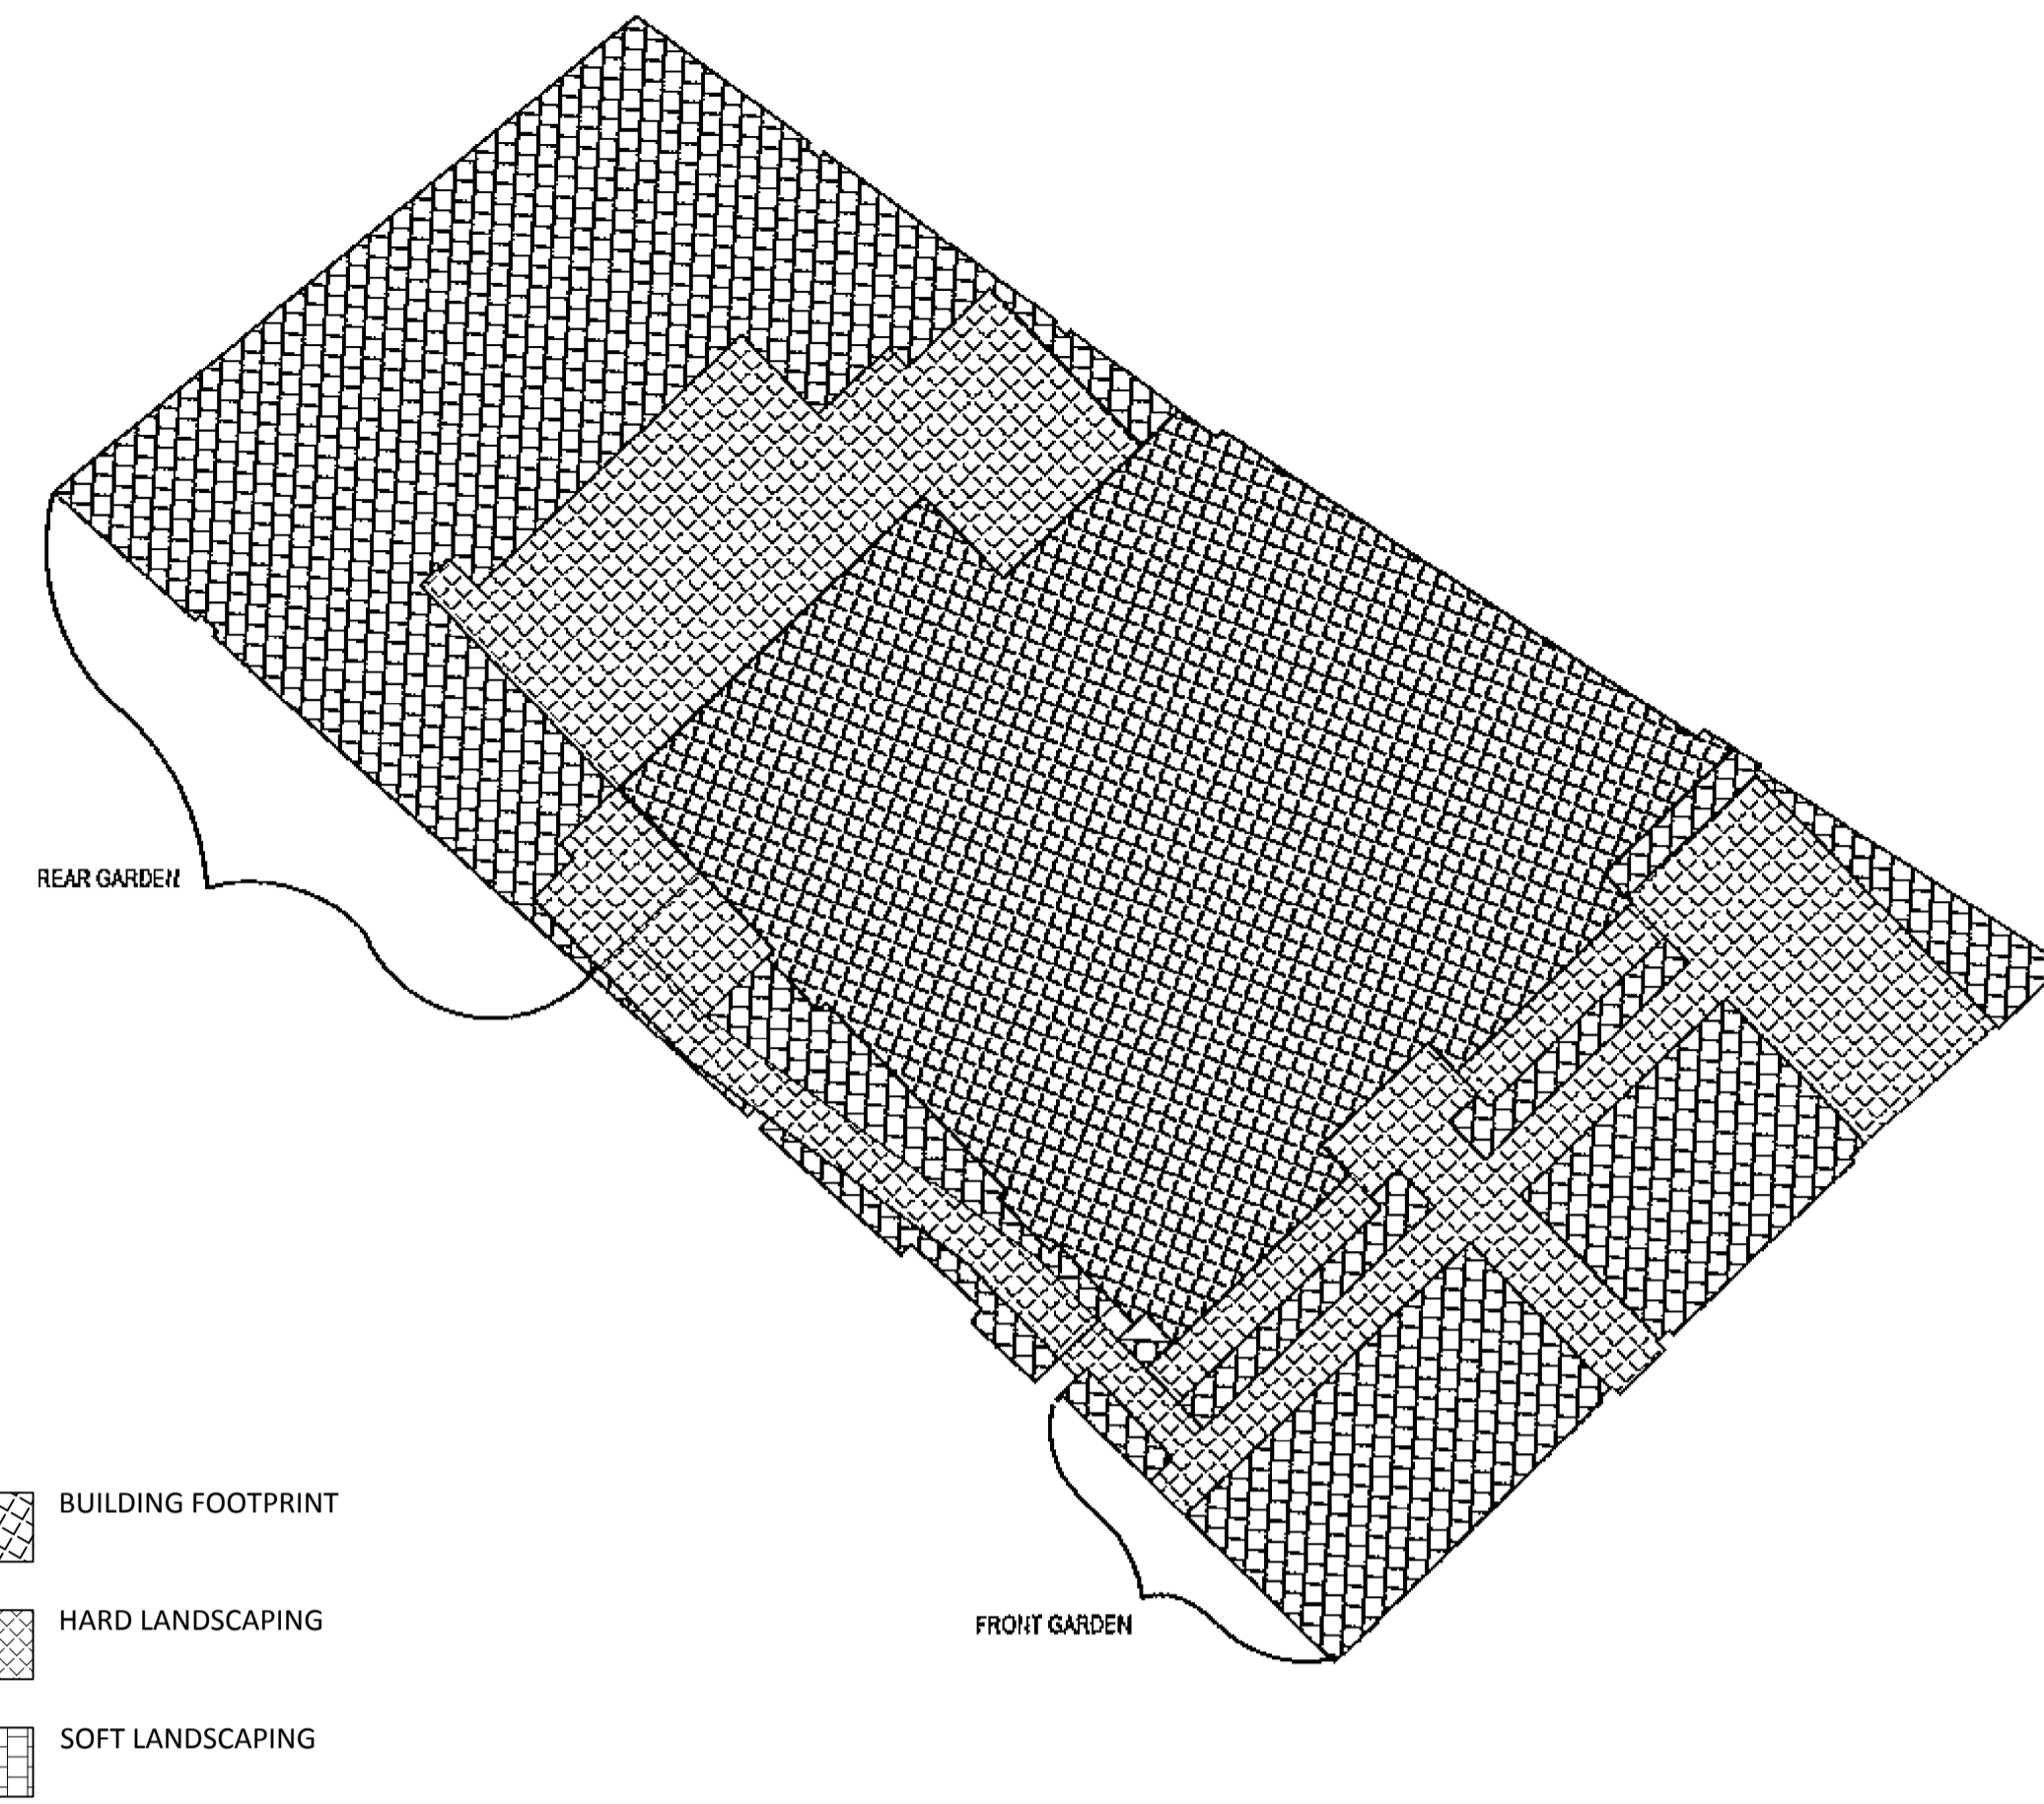 REAR GARDEN
BUILDING FOOTPRINT
FRONT GARDEN
HARD LANDSCAPING
SOFT LANDSCAPING